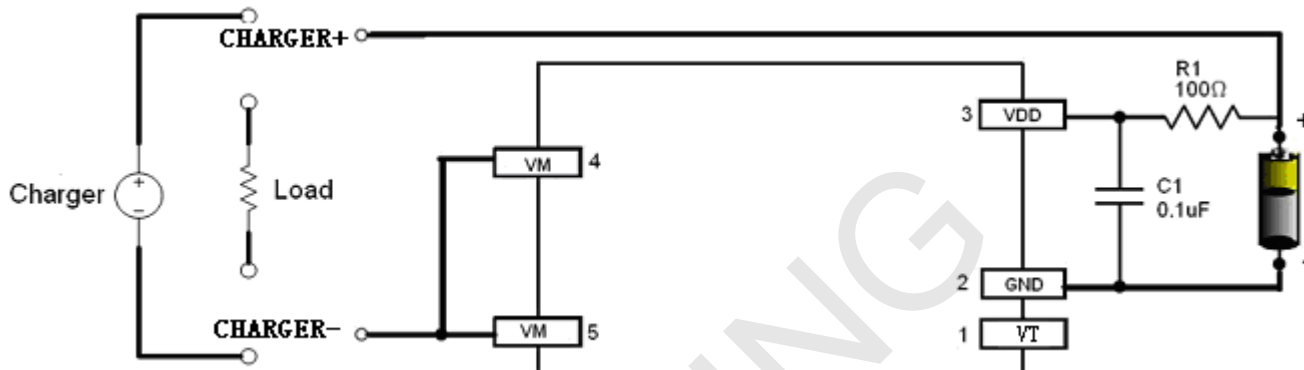 CHARGER+
R1
100Ω
3
VDD
+
VM
4
Charger
+
−
Load
C1
0.1uF
2
GND
-
CHARGER−
VM
5
1
VT
NG